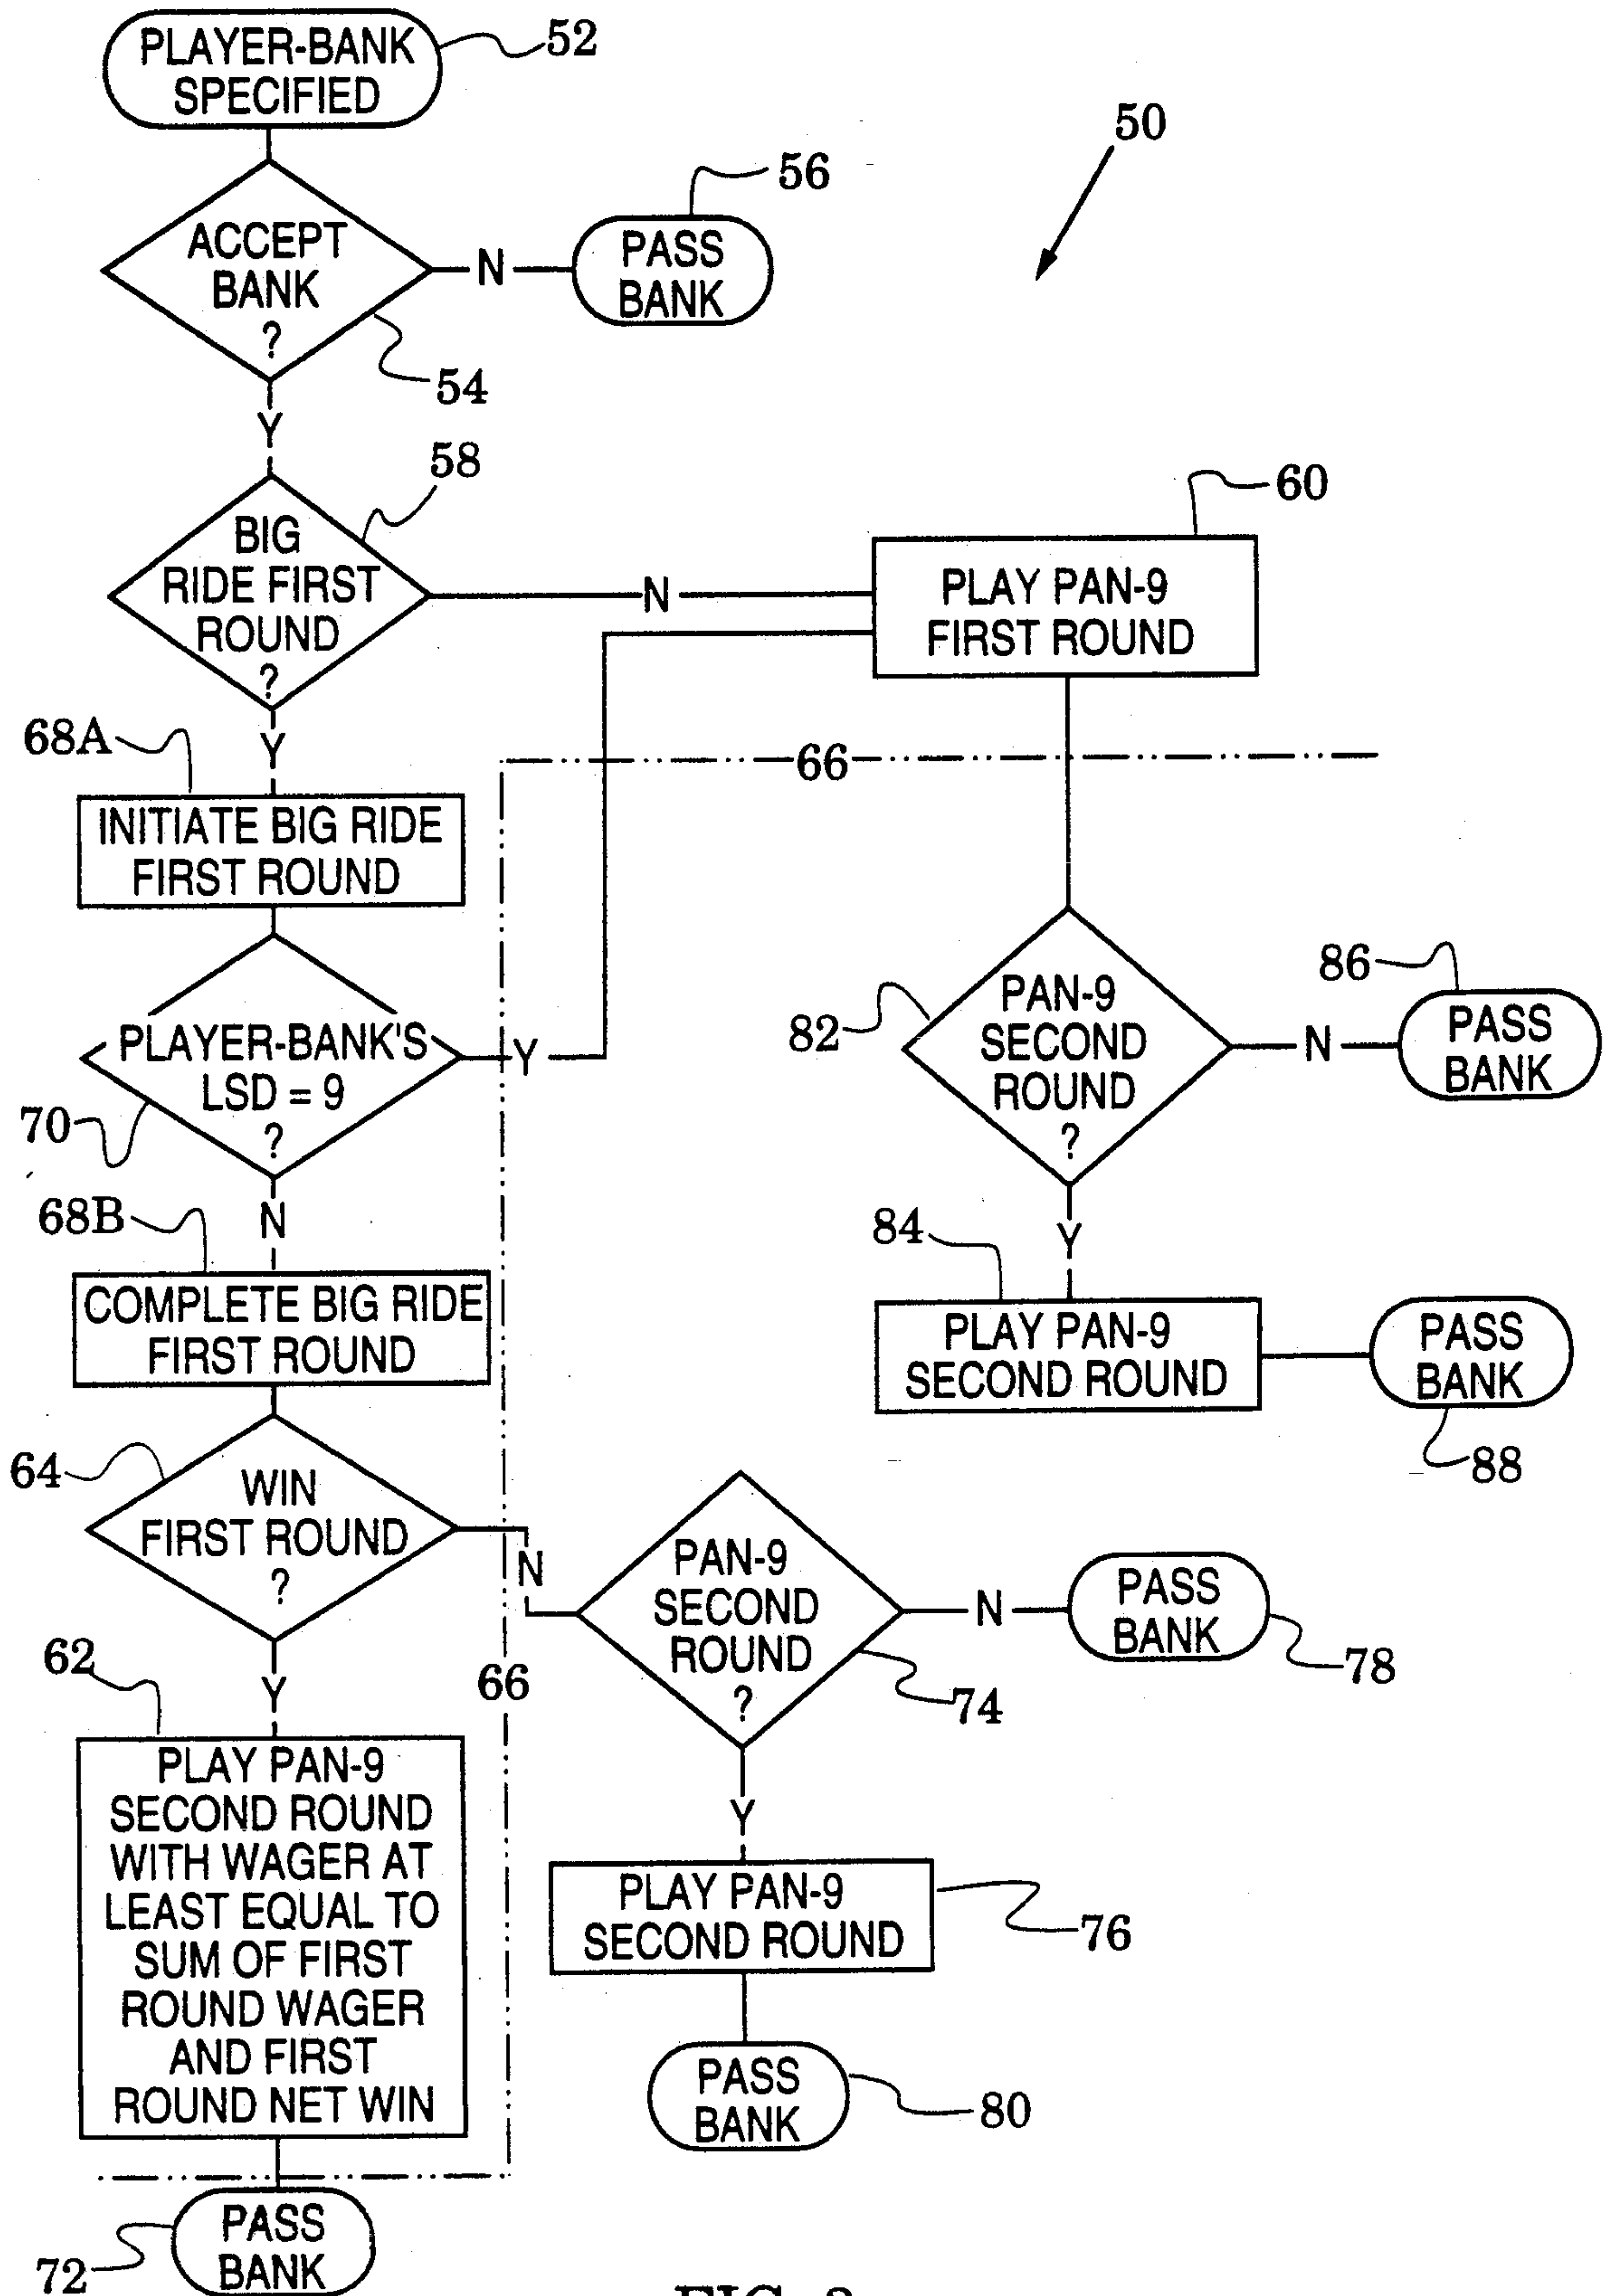 PLAYER-BANK
SPECIFIED
52
50
56
ACCEPT
BANK
?
N
PASS
BANK
54
Y
58
BIG
RIDE FIRST
ROUND
?
N
60
PLAY PAN-9
FIRST ROUND
68A
Y
66
INITIATE BIG RIDE
FIRST ROUND
PLAYER-BANK'S
LSD = 9
?
Y
70
82
PAN-9
SECOND
ROUND
?
N
86
PASS
BANK
68B
N
84
Y
COMPLETE BIG RIDE
FIRST ROUND
PLAY PAN-9
SECOND ROUND
PASS
BANK
88
64
WIN
FIRST ROUND
?
N
PAN-9
SECOND
ROUND
?
N
PASS
BANK
78
74
62
Y
66
PLAY PAN-9
SECOND ROUND
WITH WAGER AT
LEAST EQUAL TO
SUM OF FIRST
ROUND WAGER
AND FIRST
ROUND NET WIN
Y
PLAY PAN-9
SECOND ROUND
76
PASS
BANK
80
PASS
BANK
72